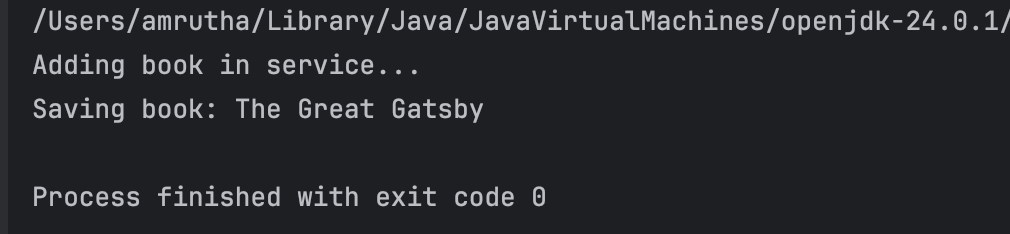 /Users/amrutha/Library/Java/JavaVirtualMachines/openjdk-24.0.1/
Adding book in service...
Saving book: The Great Gatsby
Process finished with exit code 0